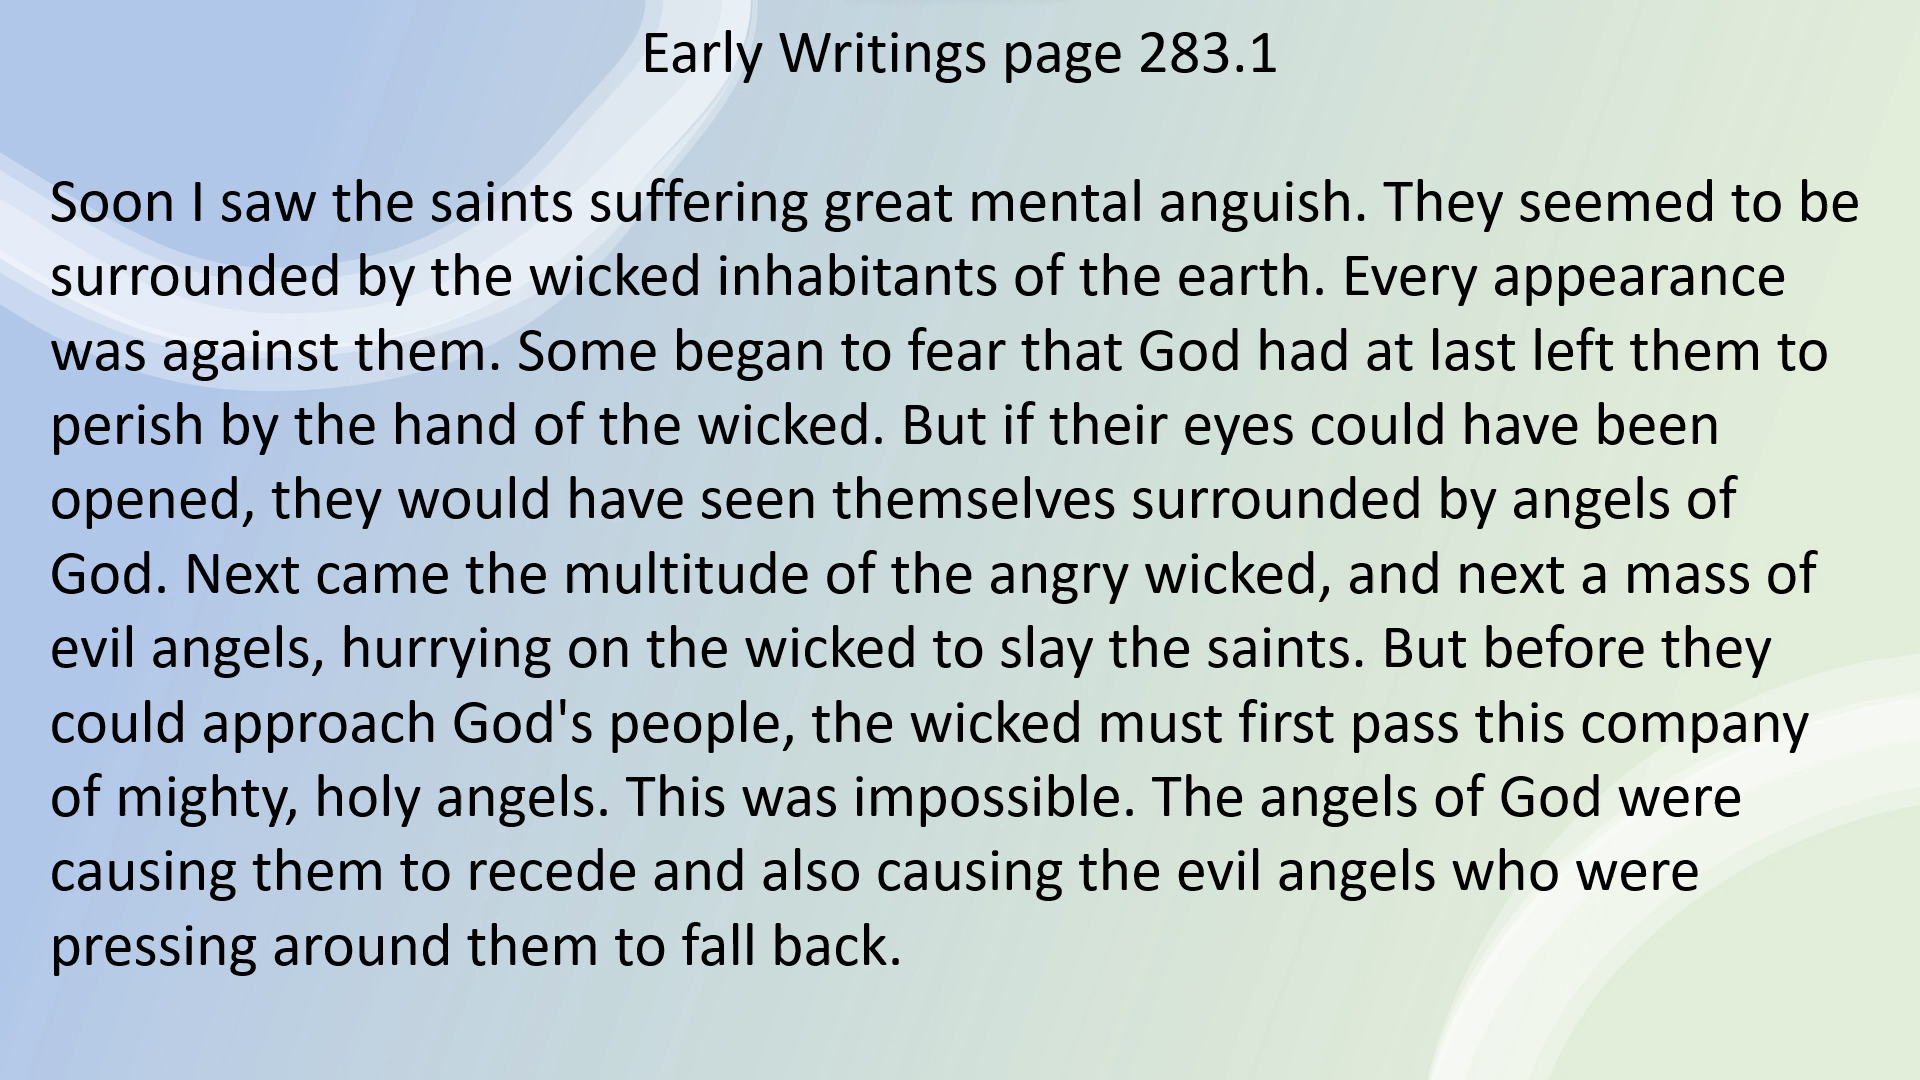 Early Writings page 283.1
Soon I saw the saints suffering great mental anguish. They seemed to be
surrounded by the wicked inhabitants of the earth. Every appearance
was against them. Some began to fear that God had at last left them to
perish by the hand of the wicked. But if their eyes could have been
opened, they would have seen themselves surrounded by angels of
God. Next came the multitude of the angry wicked, and next a mass of
evil angels, hurrying on the wicked to slay the saints. But before they
could approach God's people, the wicked must first pass this company
of mighty, holy angels. This was impossible. The angels of God were
causing them to recede and also causing the evil angels who were
pressing around them to fall back.